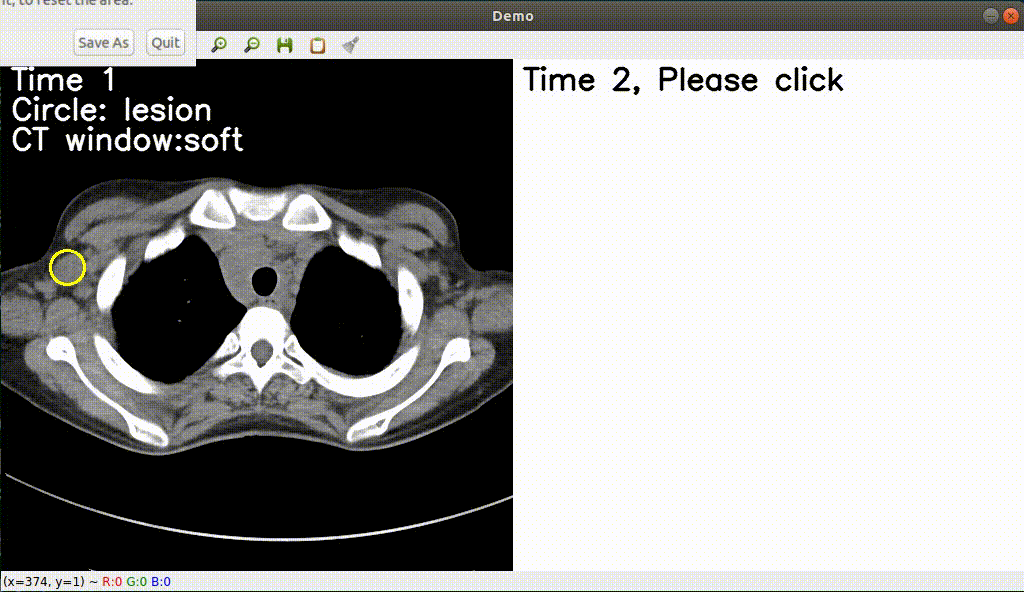 it, to reset the area.
Demo
Save As Quit
Time 1
Circle: lesion
CT window:soft
Time 2, Please click
(x=374, y=1) ~ R:0 G:0 B:0